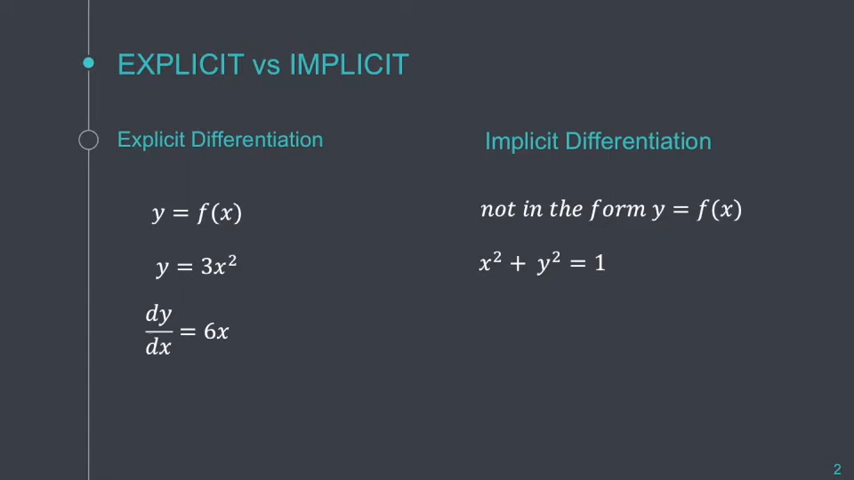 EXPLICIT vs IMPLICIT
Explicit Differentiation
y = f(x)
y = 3x²
dy/dx = 6x
Implicit Differentiation
not in the form y = f(x)
x² + y² = 1
2